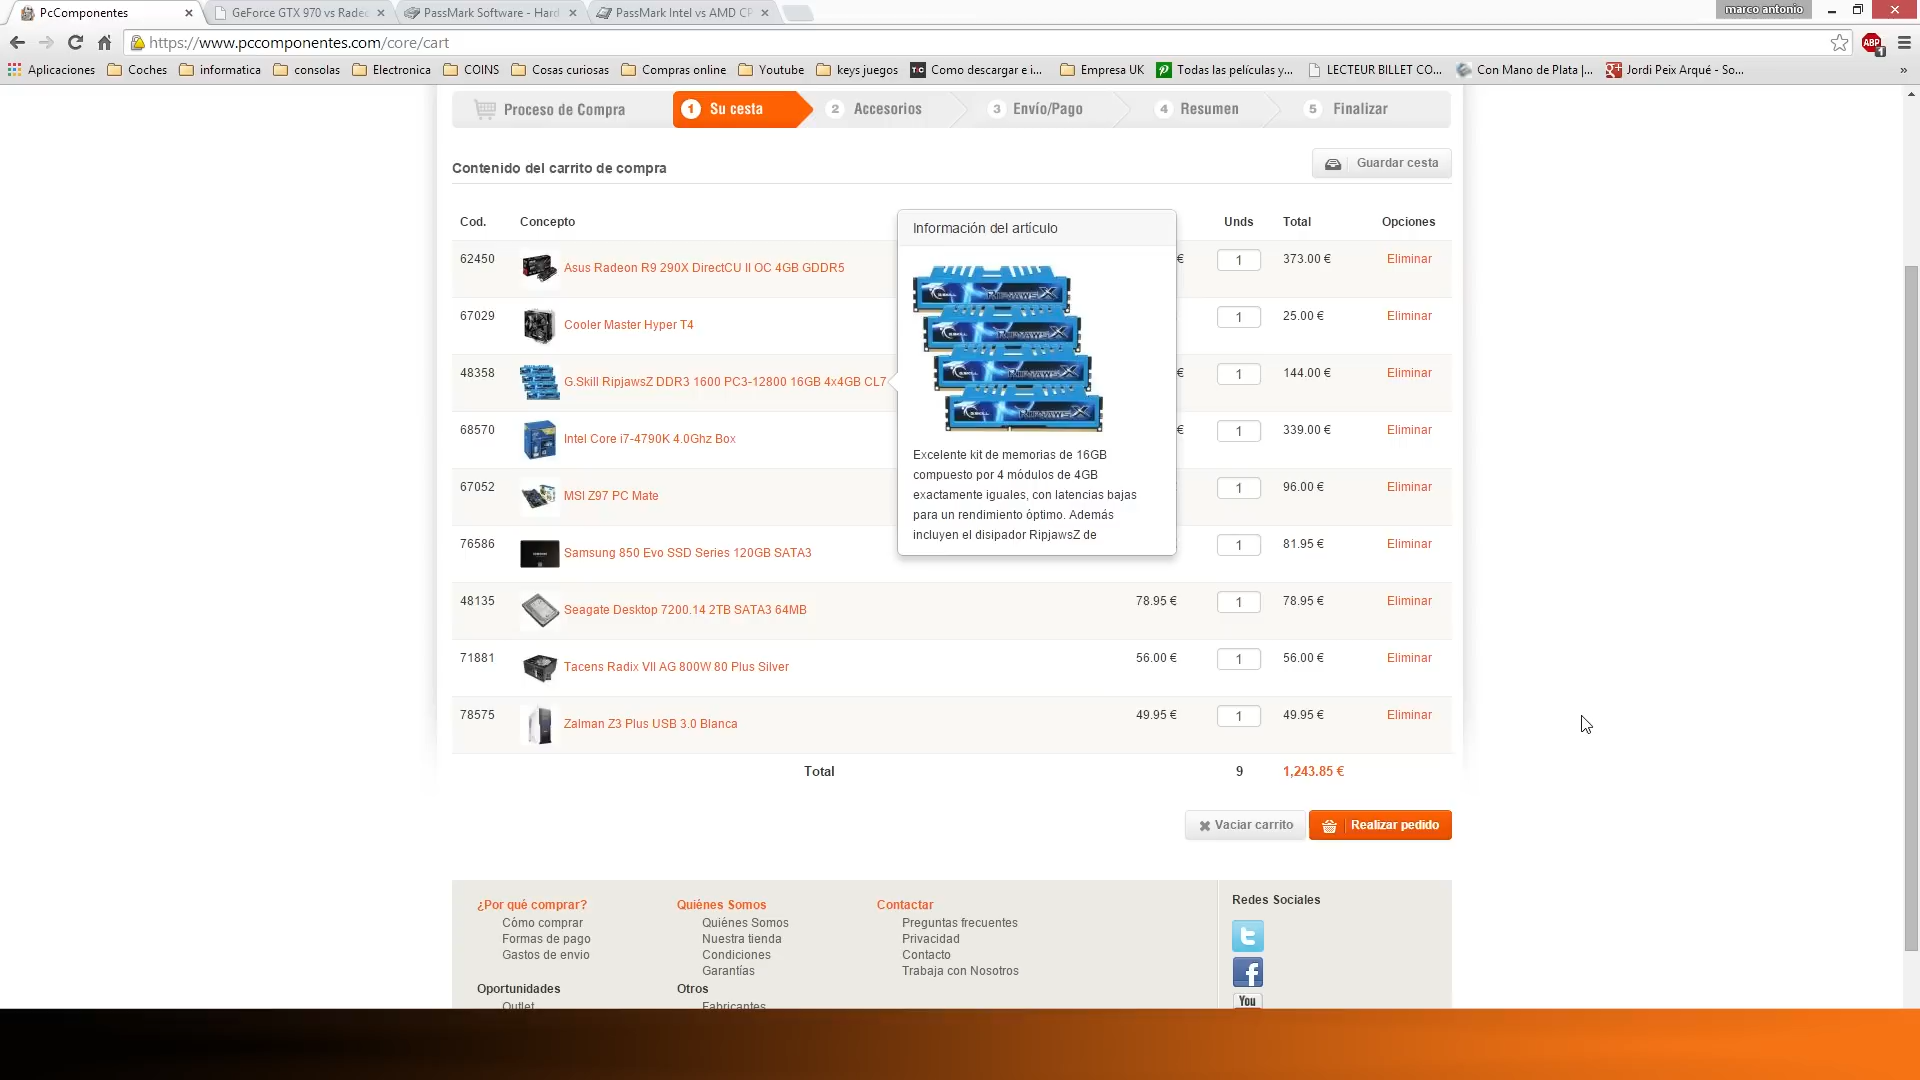 PcComponentes
GeForce GTX 970 vs Rade
PassMark Software - Hard
PassMark Intel vs AMD CP
marco antonio
https://www.pccomponentes.com/core/cart
ABP
1
Aplicaciones
Coches
informatica
consolas
Electronica
COINS
Cosas curiosas
Compras online
Youtube
keys juegos
Como descargar e i...
Empresa UK
Todas las películas y...
LECTEUR BILLET CO...
Con Mano de Plata |...
Jordi Peix Arqué - So...
»
Proceso de Compra
1 Su cesta
2 Accesorios
3 Envío/Pago
4 Resumen
5 Finalizar
Contenido del carrito de compra
Guardar cesta
Cod. Concepto Unds Total Opciones
62450 Asus Radeon R9 290X DirectCU II OC 4GB GDDR5 € 1 373.00 € Eliminar
67029 Cooler Master Hyper T4 1 25.00 € Eliminar
48358 G.Skill RipjawsZ DDR3 1600 PC3-12800 16GB 4x4GB CL7 € 1 144.00 € Eliminar
68570 Intel Core i7-4790K 4.0Ghz Box € 1 339.00 € Eliminar
67052 MSI Z97 PC Mate 1 96.00 € Eliminar
76586 Samsung 850 Evo SSD Series 120GB SATA3 1 81.95 € Eliminar
48135 Seagate Desktop 7200.14 2TB SATA3 64MB 78.95 € 1 78.95 € Eliminar
71881 Tacens Radix VII AG 800W 80 Plus Silver 56.00 € 1 56.00 € Eliminar
78575 Zalman Z3 Plus USB 3.0 Blanca 49.95 € 1 49.95 € Eliminar
Total 9 1,243.85 €
Información del artículo
RIPJAWS X
RIPJAWS X
RIPJAWS X
G.SKILL RIPJAWS X
Excelente kit de memorias de 16GB
compuesto por 4 módulos de 4GB
exactamente iguales, con latencias bajas
para un rendimiento óptimo. Además
incluyen el disipador RipjawsZ de
Vaciar carrito
Realizar pedido
¿Por qué comprar?
Cómo comprar
Formas de pago
Gastos de envio
Oportunidades
Outlet
Quiénes Somos
Quiénes Somos
Nuestra tienda
Condiciones
Garantías
Otros
Fabricantes
Contactar
Preguntas frecuentes
Privacidad
Contacto
Trabaja con Nosotros
Redes Sociales
You